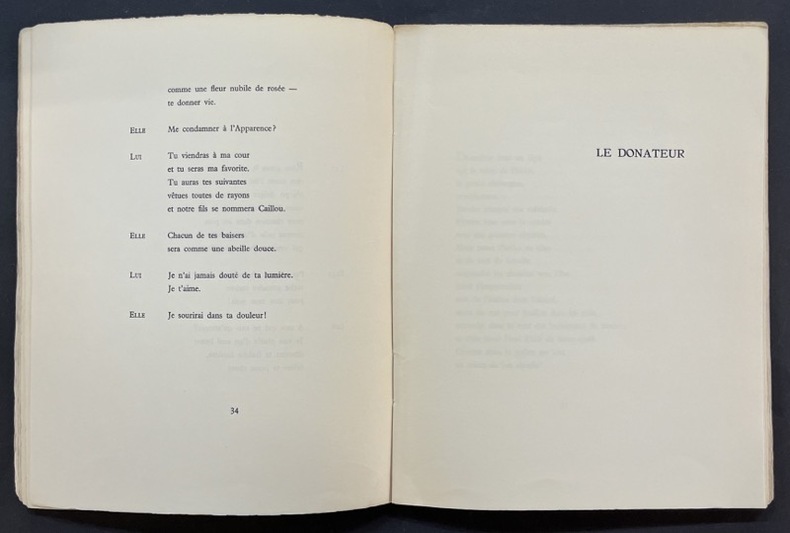 comme une fleur nubile de rosée —
te donner vie.
ELLE Me condamner à l'Apparence?
LUI Tu viendras à ma cour
et tu seras ma favorite.
Tu auras tes suivantes
vêtues toutes de rayons
et notre fils se nommera Caillou.
ELLE Chacun de tes baisers
sera comme une abeille douce.
LUI Je n'ai jamais douté de ta lumière.
Je t'aime.
ELLE Je sourirai dans ta douleur!
34
LE DONATEUR